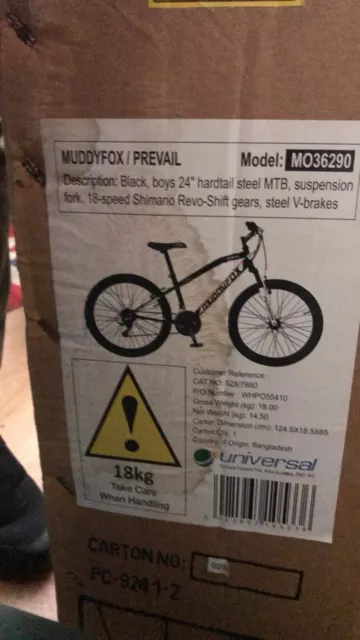 MUDDYFOX / PREVAIL Model: MO36290
Description: Black, boys 24" hardtail steel MTB, suspension
fork, 18-speed Shimano Revo-Shift gears, steel V-brakes
MUDDYFOX
Customer Reference :
CAT NO: 528/7860
P/O Number : WHPO55410
Gross Weight (kg): 18.00
Net Weight (kg): 14.50
Carton Dimension (cm): 124.5X18.5X65
Carton Qty: 1
Country of Origin: Bangladesh
!
18kg
Take Care
When Handling
universal
CARTON NO:
PC-9241-2